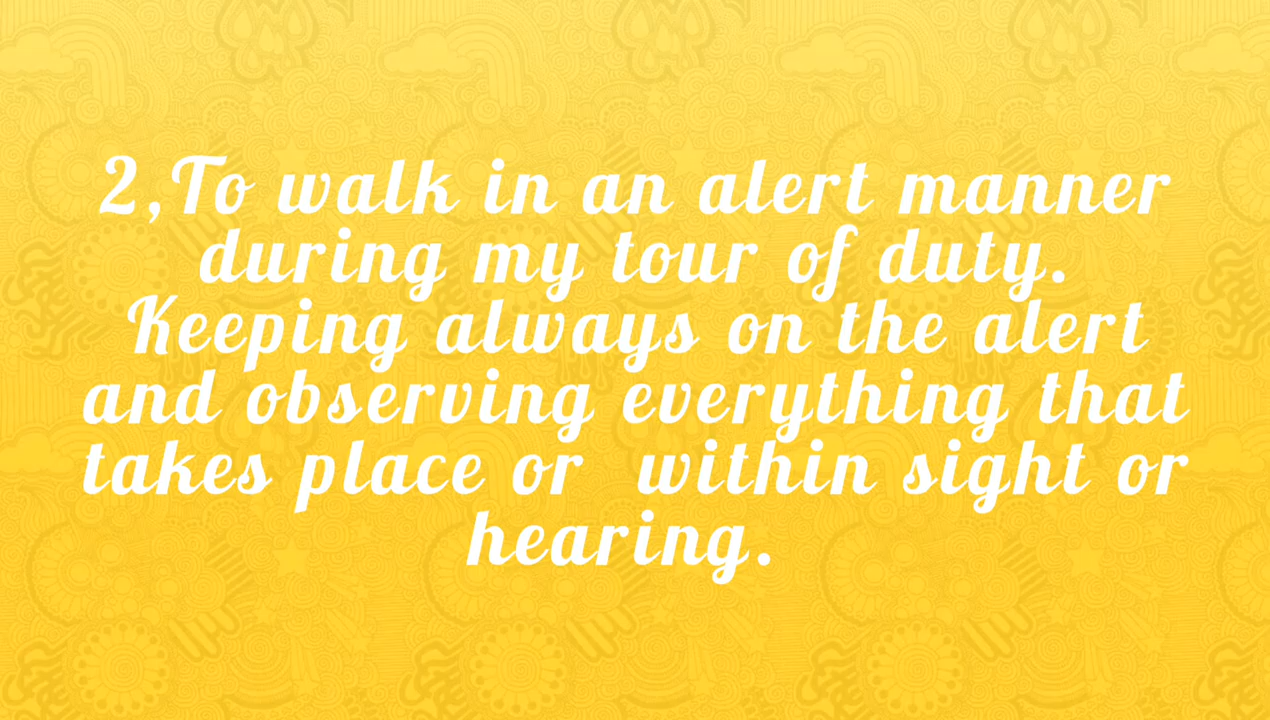 2,To walk in an alert manner
during my tour of duty.
Keeping always on the alert
and observing everything that
takes place or  within sight or
hearing.